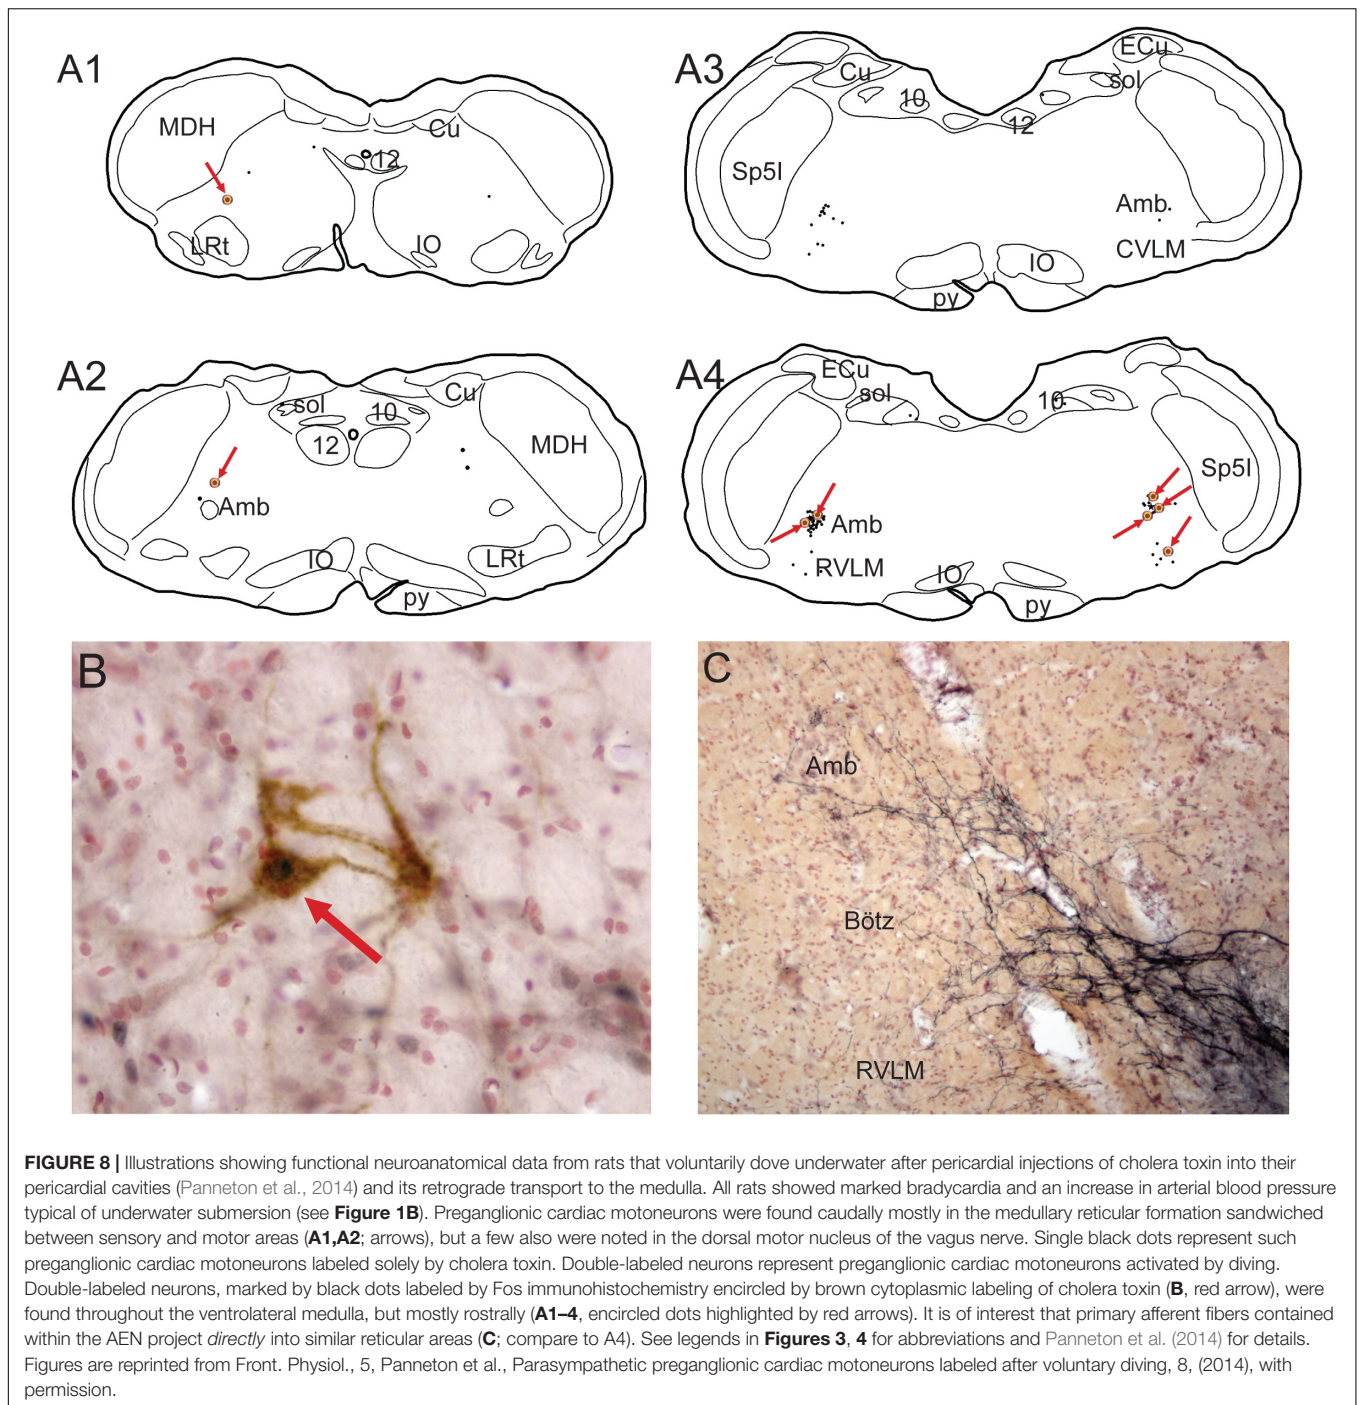 A1
MDH
Cu
12
LRt
IO
A3
ECu
Cu
sol
10
12
Sp5I
Amb
CVLM
IO
py
A2
sol
10
Cu
12
MDH
Amb
IO
LRt
py
A4
ECu
sol
10
Sp5I
Amb
RVLM
IO
py
B
C
Amb
Bötz
RVLM
FIGURE 8 | Illustrations showing functional neuroanatomical data from rats that voluntarily dove underwater after pericardial injections of cholera toxin into their
pericardial cavities (Panneton et al., 2014) and its retrograde transport to the medulla. All rats showed marked bradycardia and an increase in arterial blood pressure
typical of underwater submersion (see Figure 1B). Preganglionic cardiac motoneurons were found caudally mostly in the medullary reticular formation sandwiched
between sensory and motor areas (A1,A2; arrows), but a few also were noted in the dorsal motor nucleus of the vagus nerve. Single black dots represent such
preganglionic cardiac motoneurons labeled solely by cholera toxin. Double-labeled neurons represent preganglionic cardiac motoneurons activated by diving.
Double-labeled neurons, marked by black dots labeled by Fos immunohistochemistry encircled by brown cytoplasmic labeling of cholera toxin (B, red arrow), were
found throughout the ventrolateral medulla, but mostly rostrally (A1–4, encircled dots highlighted by red arrows). It is of interest that primary afferent fibers contained
within the AEN project directly into similar reticular areas (C; compare to A4). See legends in Figures 3, 4 for abbreviations and Panneton et al. (2014) for details.
Figures are reprinted from Front. Physiol., 5, Panneton et al., Parasympathetic preganglionic cardiac motoneurons labeled after voluntary diving, 8, (2014), with
permission.